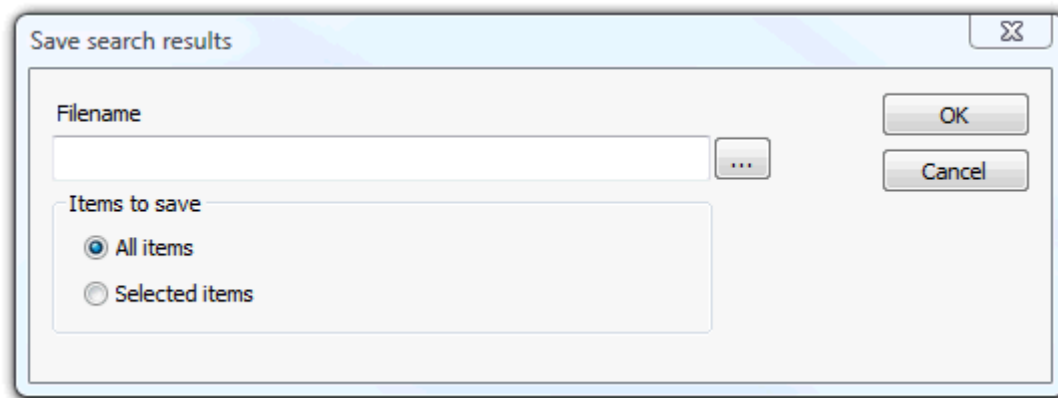 Save search results
Filename
...
OK
Cancel
Items to save
All items
Selected items